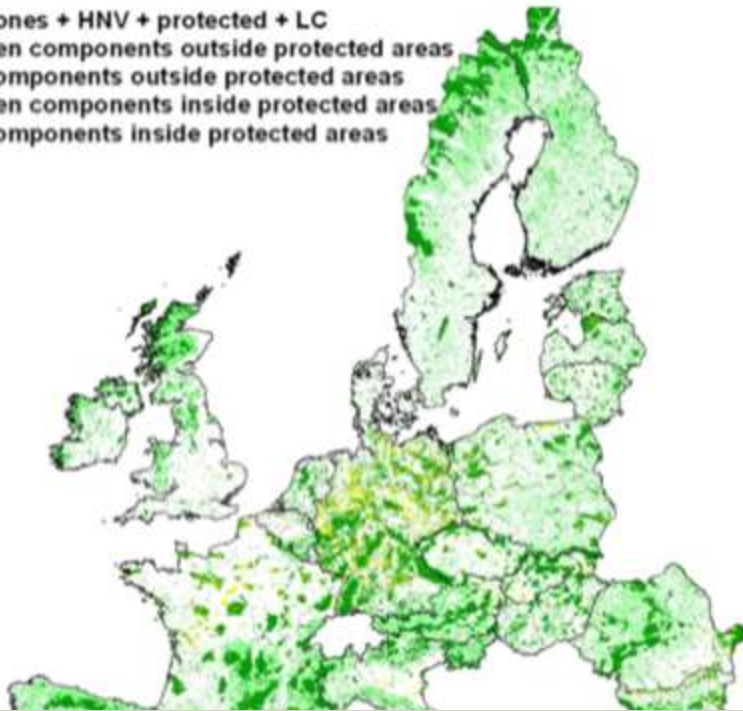 ones + HNV + protected + LC
en components outside protected areas
omponents outside protected areas
en components inside protected areas
omponents inside protected areas